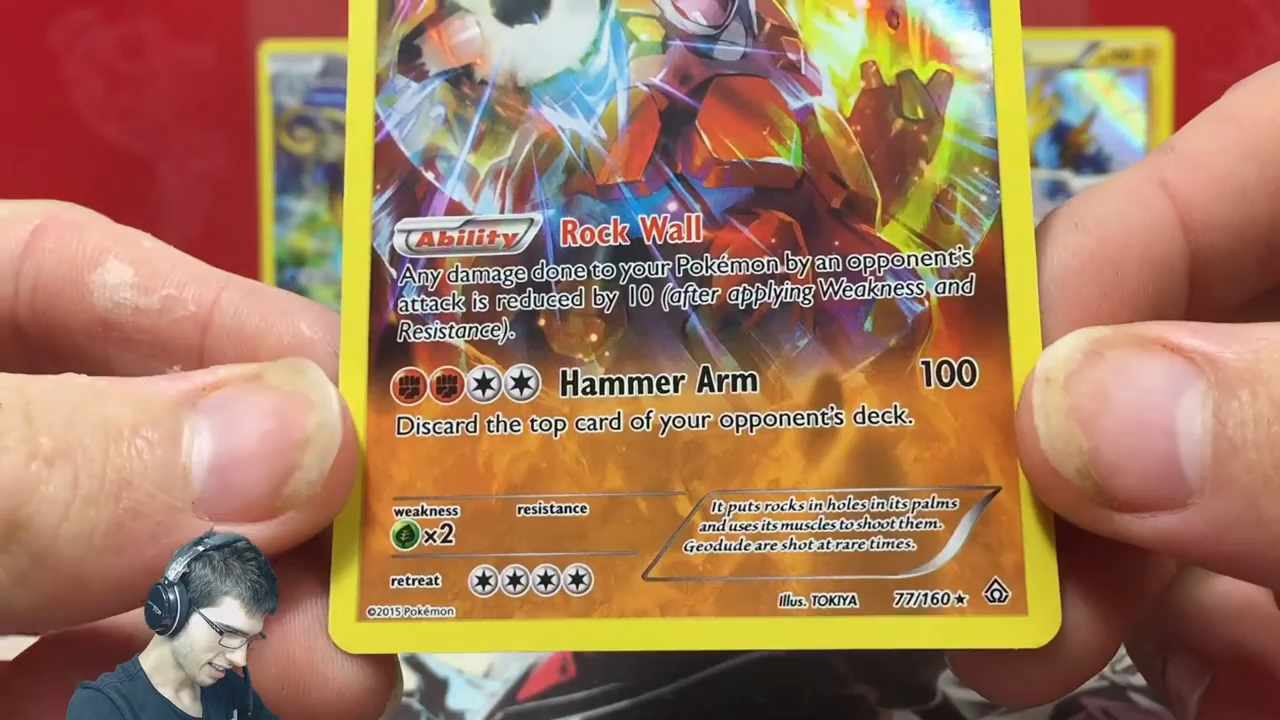 Ability Rock Wall
Any damage done to your Pokémon by an opponent's
attack is reduced by 10 (after applying Weakness and
Resistance).
Hammer Arm 100
Discard the top card of your opponent's deck.
weakness resistance
×2
It puts rocks in holes in its palms
and uses its muscles to shoot them.
Geodude are shot at rare times.
retreat
Illus. TOKIYA 77/160★
©2015 Pokémon